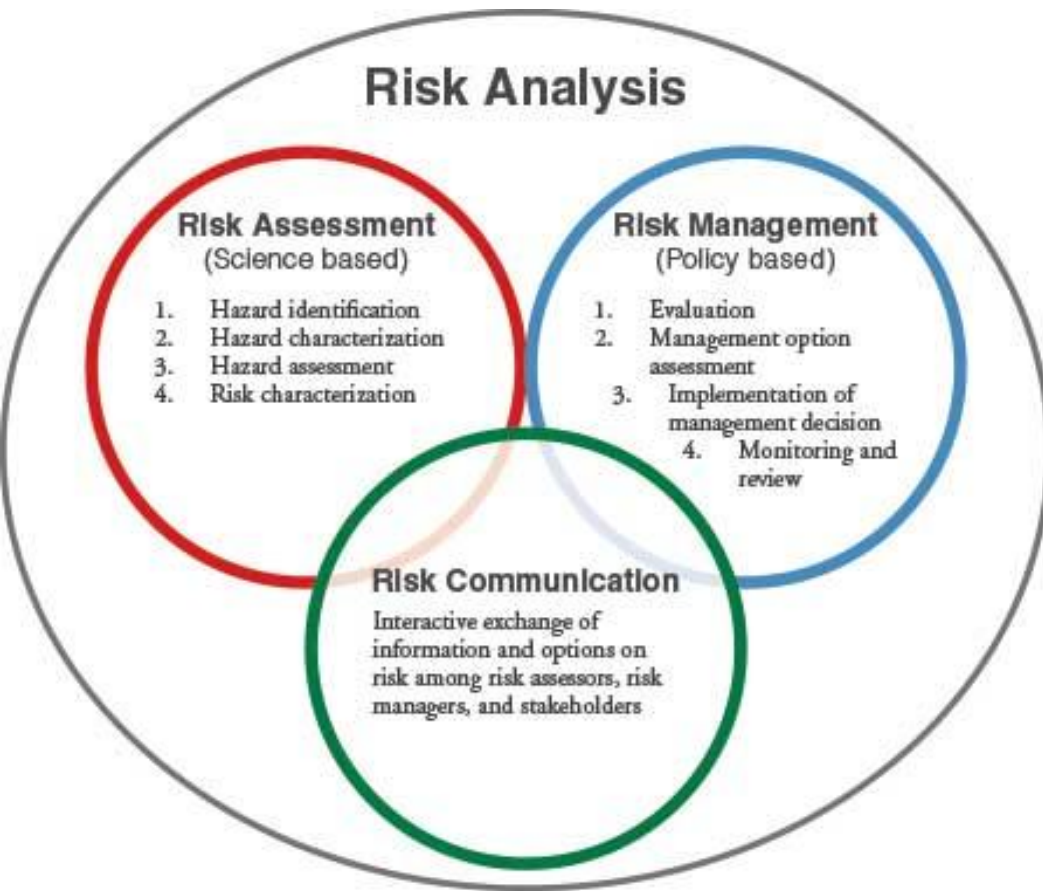 Risk Analysis
Risk Assessment
(Science based)
1. Hazard identification
2. Hazard characterization
3. Hazard assessment
4. Risk characterization
Risk Management
(Policy based)
1. Evaluation
2. Management option
assessment
3. Implementation of
management decision
4. Monitoring and
review
Risk Communication
Interactive exchange of
information and options on
risk among risk assessors, risk
managers, and stakeholders